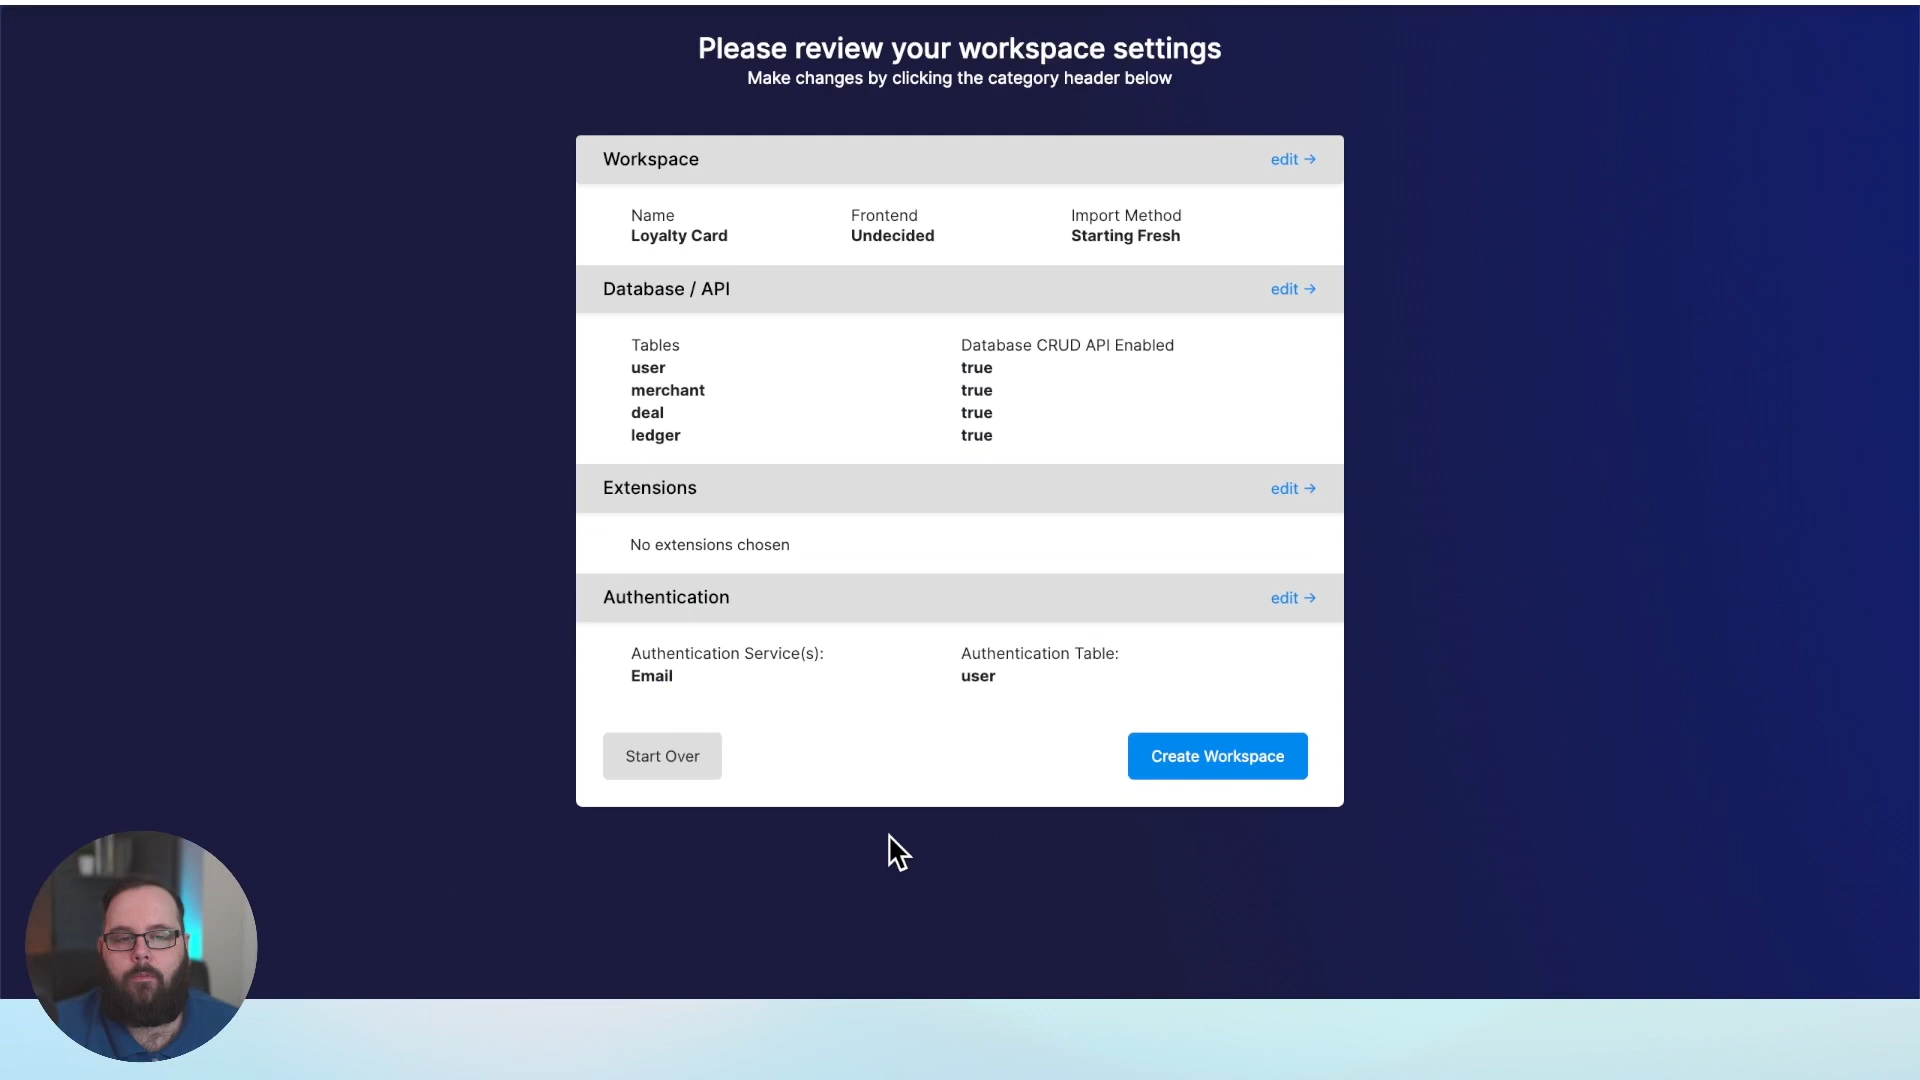 Please review your workspace settings
Make changes by clicking the category header below
Workspace edit →
Name Frontend Import Method
Loyalty Card Undecided Starting Fresh
Database / API edit →
Tables Database CRUD API Enabled
user true
merchant true
deal true
ledger true
Extensions edit →
No extensions chosen
Authentication edit →
Authentication Service(s): Authentication Table:
Email user
Start Over Create Workspace